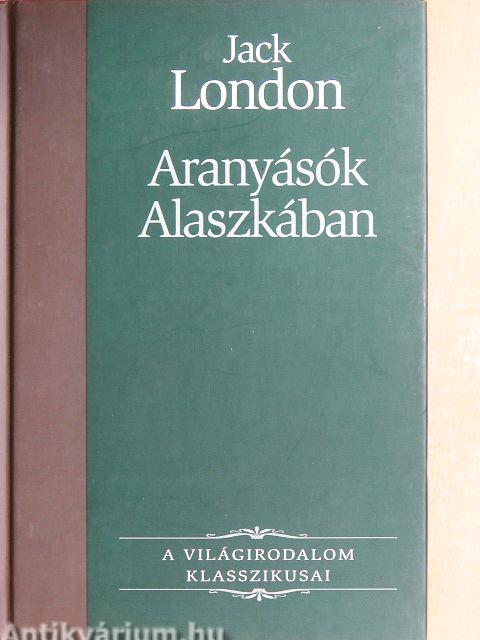 Jack
London
Aranyásók
Alaszkában
A VILÁGIRODALOM
KLASSZIKUSAI
Antikvárium.hu